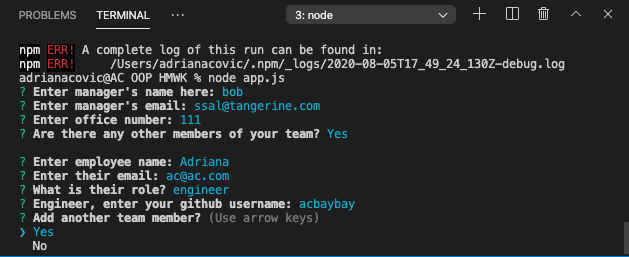 PROBLEMS TERMINAL ··· 3: node
npm ERR! A complete log of this run can be found in:
npm ERR!     /Users/adrianacovic/.npm/_logs/2020-08-05T17_49_24_130Z-debug.log
adrianacovic@AC OOP HMWK % node app.js
? Enter manager's name here: bob
? Enter manager's email: ssal@tangerine.com
? Enter office number: 111
? Are there any other members of your team? Yes
? Enter employee name: Adriana
? Enter their email: ac@ac.com
? What is their role? engineer
? Engineer, enter your github username: acbaybay
? Add another team member? (Use arrow keys)
❯ Yes
  No